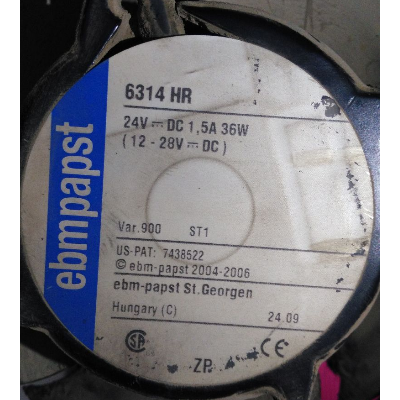 ebmpapst
6314 HR
24V ⎓ DC 1,5A 36W
(12 - 28V ⎓ DC)
Var.900 ST1
US-PAT: 7438522
© ebm-papst 2004-2006
ebm-papst St.Georgen
Hungary (C) 24.09
SA ZP CE